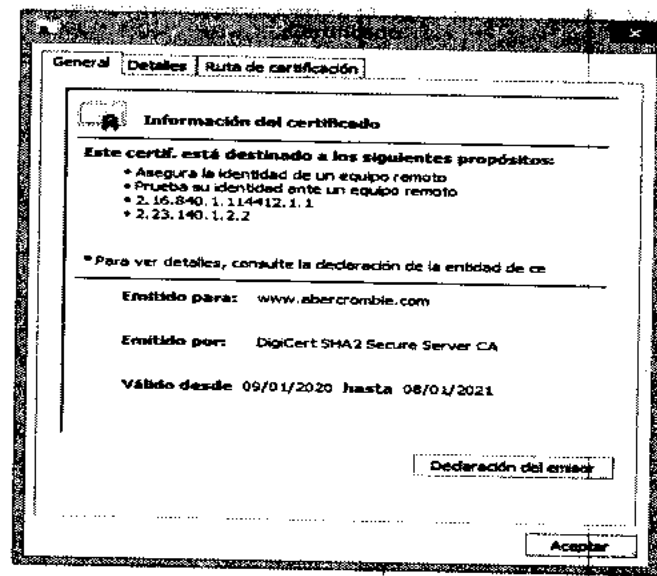 Certificado
General Detalles Ruta de certificación
Información del certificado
Este certif. está destinado a los siguientes propósitos:
• Asegura la identidad de un equipo remoto
• Prueba su identidad ante un equipo remoto
• 2.16.840.1.114412.1.1
• 2.23.140.1.2.2
* Para ver detalles, consulte la declaración de la entidad de ce
Emitido para: www.abercrombie.com
Emitido por: DigiCert SHA2 Secure Server CA
Válido desde 09/01/2020 hasta 08/01/2021
Declaración del emisor
Aceptar